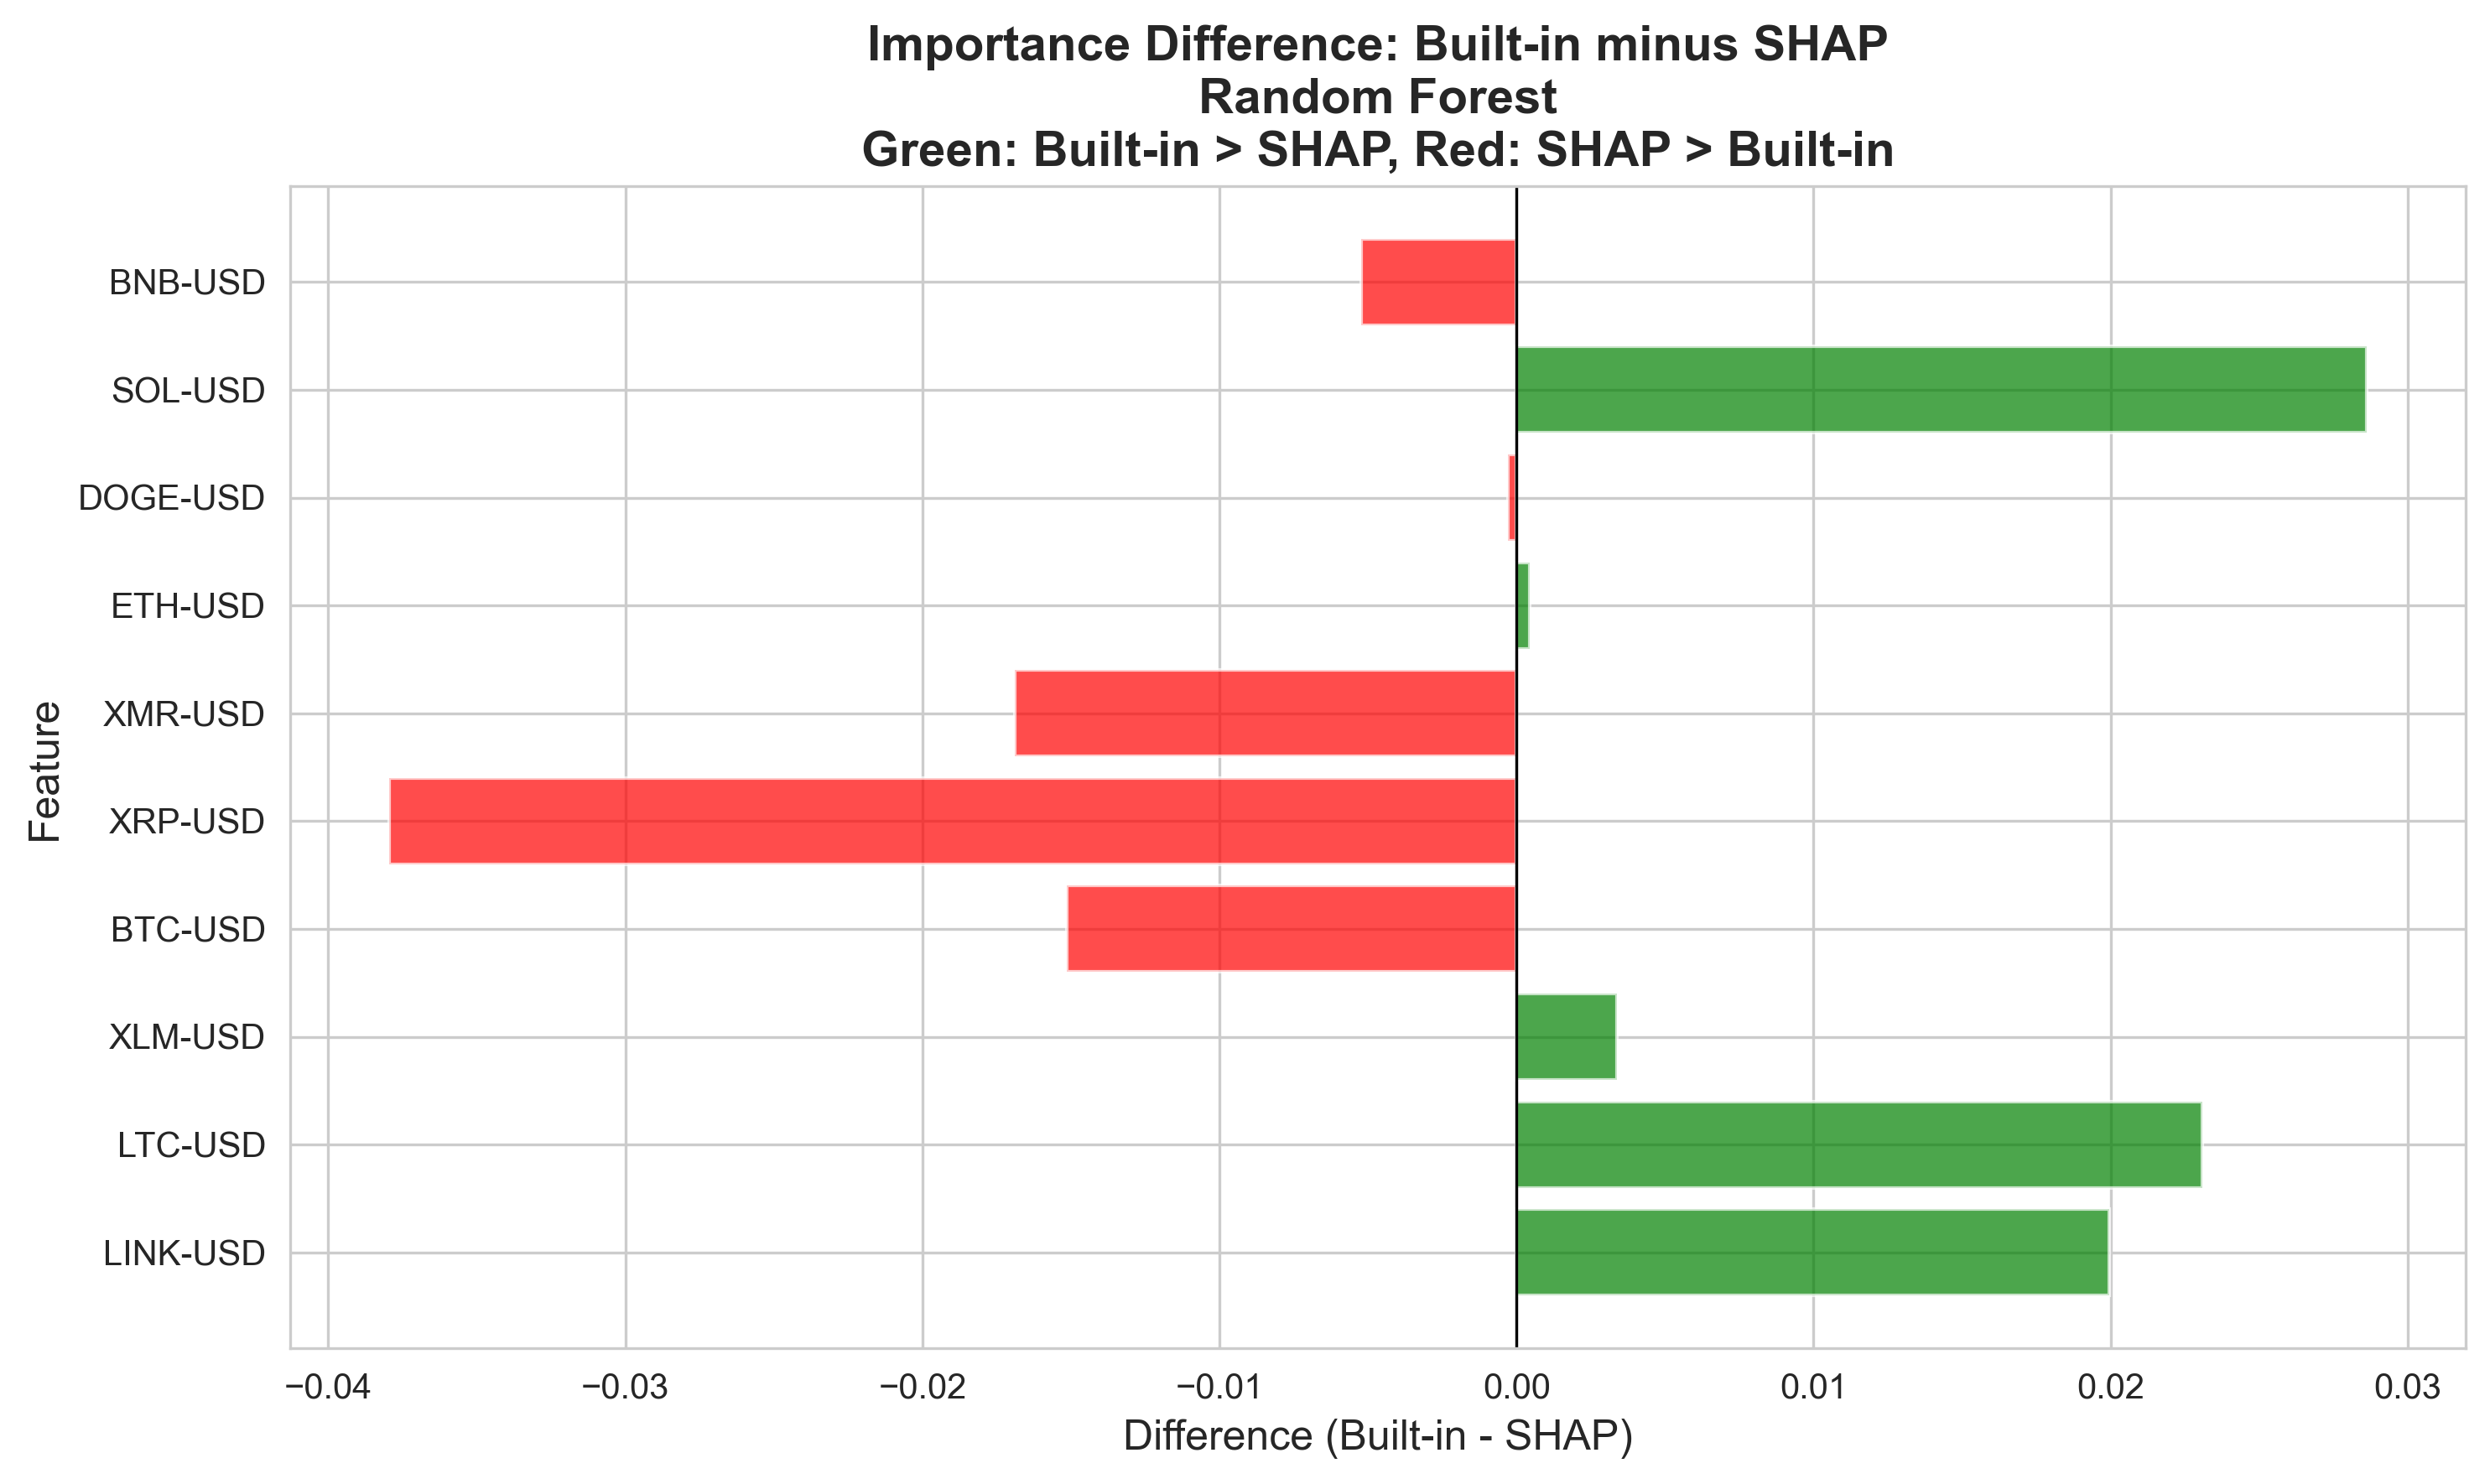 Importance Difference: Built-in minus SHAP
Random Forest
Green: Built-in > SHAP, Red: SHAP > Built-in
BNB-USD
SOL-USD
DOGE-USD
ETH-USD
XMR-USD
XRP-USD
BTC-USD
XLM-USD
LTC-USD
LINK-USD
Feature
−0.04
−0.03
−0.02
−0.01
0.00
0.01
0.02
0.03
Difference (Built-in - SHAP)